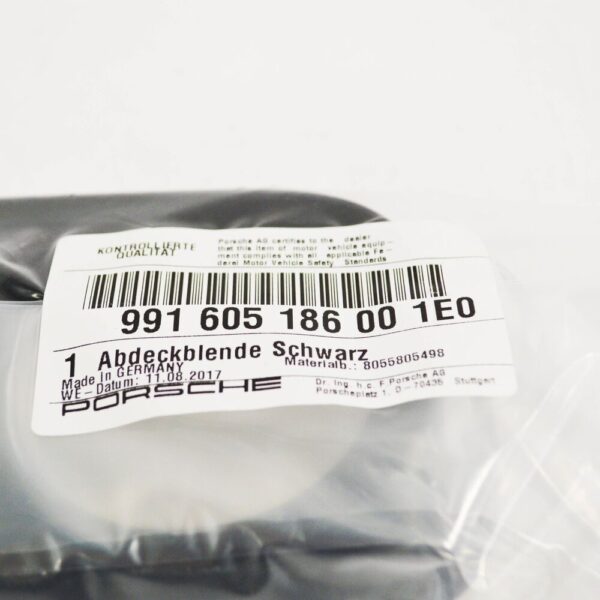 KONTROLLIERTE
QUALITÄT
Porsche AG certifies to the dealer
that this item of motor vehicle equip-
ment complies with all applicable Fe-
deral Motor Vehicle Safety Standards
991 605 186 00 1E0
1 Abdeckblende Schwarz
Made in GERMANY
Materialb.: 8055805498
WE-Datum: 11.08.2017
PORSCHE
Dr. Ing. h.c. F.Porsche AG
Porscheplatz 1, D-70435 Stuttgart